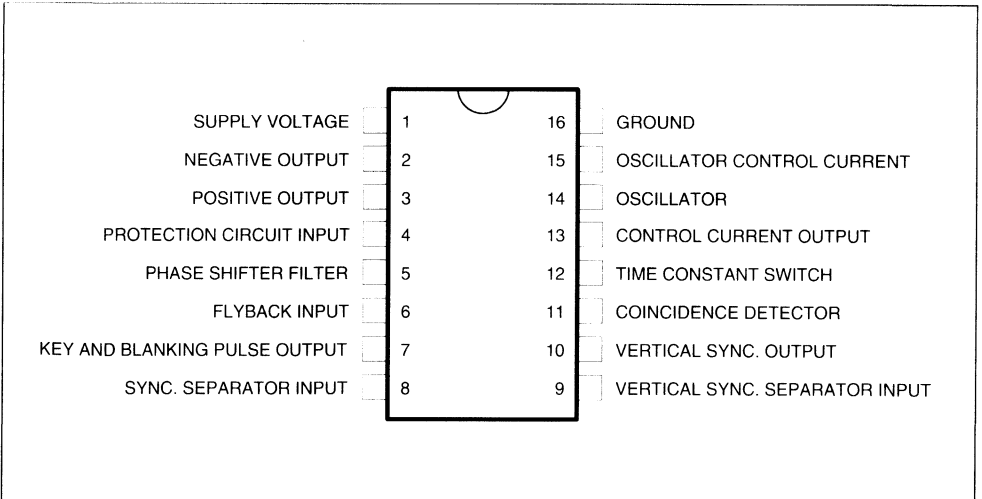 SUPPLY VOLTAGE 1 16 GROUND
NEGATIVE OUTPUT 2 15 OSCILLATOR CONTROL CURRENT
POSITIVE OUTPUT 3 14 OSCILLATOR
PROTECTION CIRCUIT INPUT 4 13 CONTROL CURRENT OUTPUT
PHASE SHIFTER FILTER 5 12 TIME CONSTANT SWITCH
FLYBACK INPUT 6 11 COINCIDENCE DETECTOR
KEY AND BLANKING PULSE OUTPUT 7 10 VERTICAL SYNC. OUTPUT
SYNC. SEPARATOR INPUT 8 9 VERTICAL SYNC. SEPARATOR INPUT